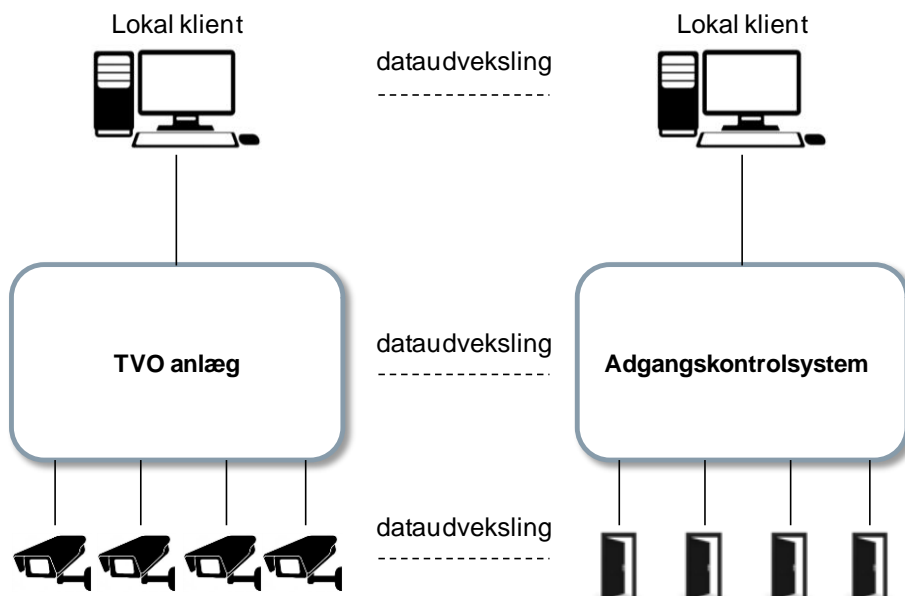 Lokal klient
Lokal klient
dataudveksling
TVO anlæg
dataudveksling
Adgangskontrolsystem
dataudveksling